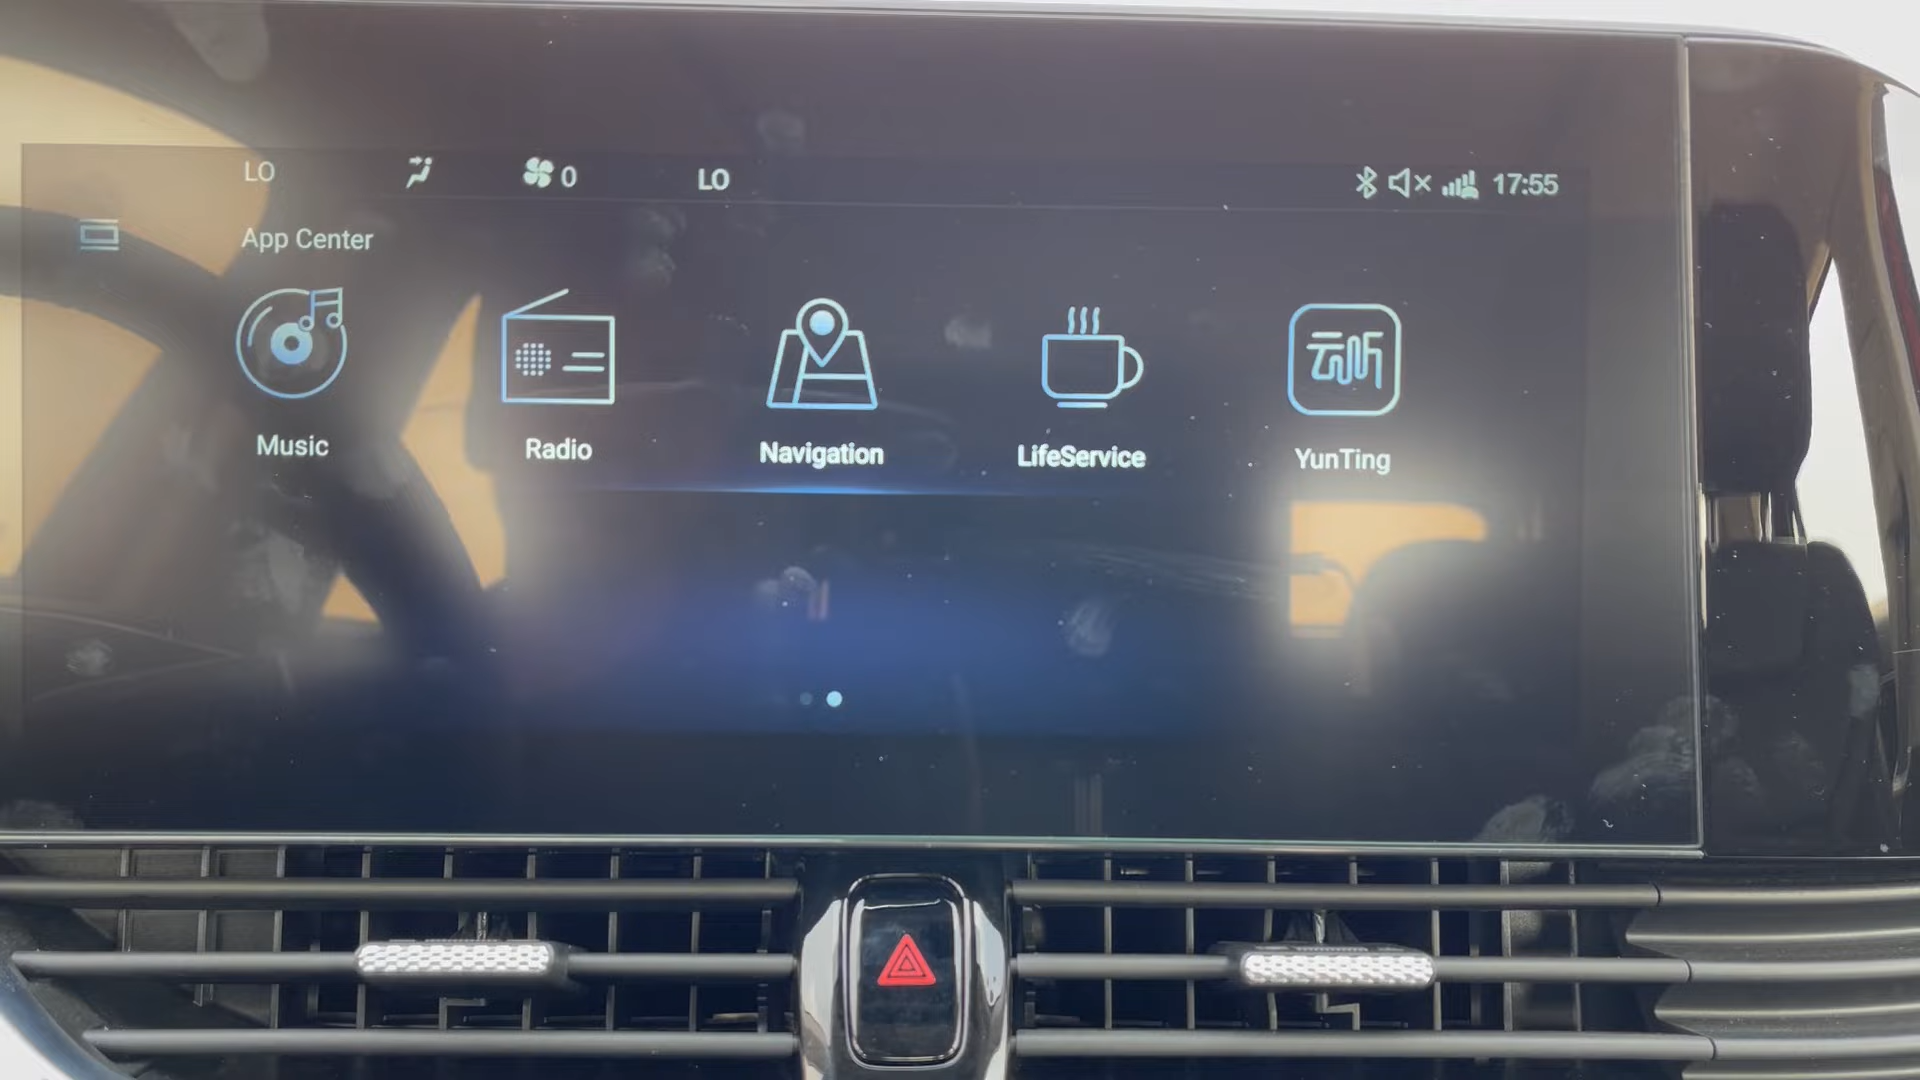 LO 0 LO 17:55
App Center
云听
Music Radio Navigation LifeService YunTing